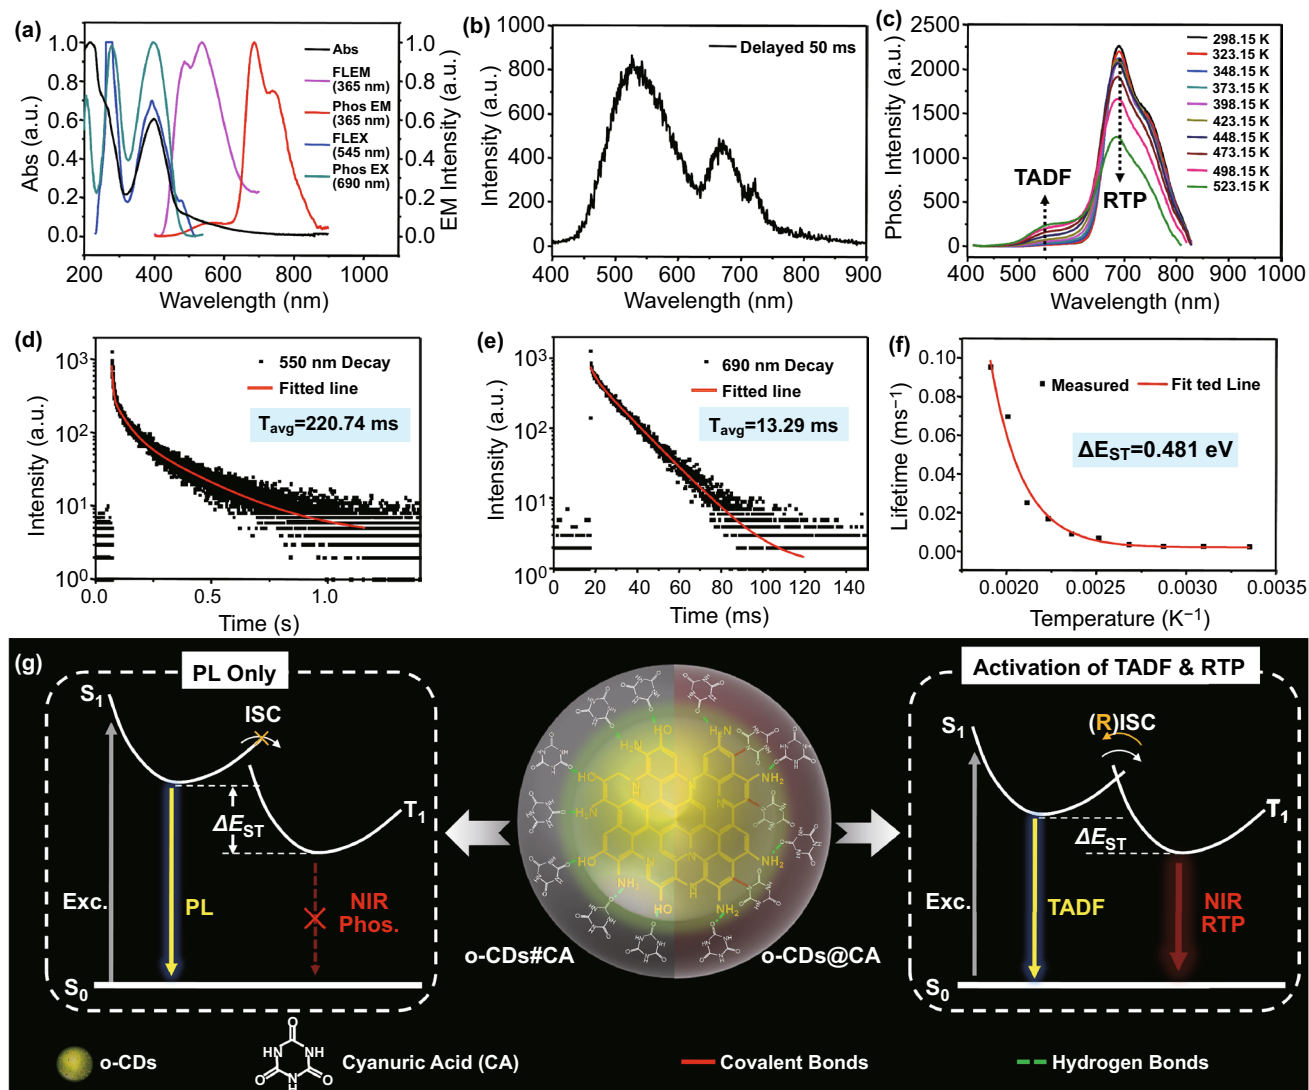 (a)
1.0
0.8
0.6
0.4
0.2
0.0
Abs (a.u.)
1.0
0.8
0.6
0.4
0.2
0.0
EM Intensity (a.u.)
Abs
FLEM
(365 nm)
Phos EM
(365 nm)
FLEX
(545 nm)
Phos EX
(690 nm)
200 400 600 800 1000
Wavelength (nm)
(b)
1000
800
600
400
200
0
Intensity (a.u.)
Delayed 50 ms
400 500 600 700 800 900
Wavelength (nm)
(c)
2500
2250
1750
1500
1000
500
0
Phos. Intensity (a.u.)
TADF
RTP
298.15 K
323.15 K
348.15 K
373.15 K
398.15 K
423.15 K
448.15 K
473.15 K
498.15 K
523.15 K
400 500 600 700 800 900 1000
Wavelength (nm)
(d)
10³
10²
10¹
10⁰
Intensity (a.u.)
550 nm Decay
Fitted line
Tavg=220.74 ms
0.0 0.5 1.0
Time (s)
(e)
10³
10²
10¹
10⁰
Intensity (a.u.)
690 nm Decay
Fitted line
Tavg=13.29 ms
0 20 40 60 80 100 120 150
Time (ms)
(f)
0.10
0.08
0.06
0.04
0.02
0.00
Lifetime (ms⁻¹)
Measured Fit ted Line
ΔE_ST=0.481 eV
0.0020 0.0025 0.0030 0.0035
Temperature (K⁻¹)
(g)
PL Only
S₁
ISC
T₁
ΔE_ST
Exc.
PL
NIR
Phos.
S₀
o-CDs#CA
o-CDs@CA
Activation of TADF & RTP
S₁
(R)ISC
T₁
ΔE_ST
Exc.
TADF
NIR
RTP
S₀
o-CDs
Cyanuric Acid (CA)
Covalent Bonds
Hydrogen Bonds